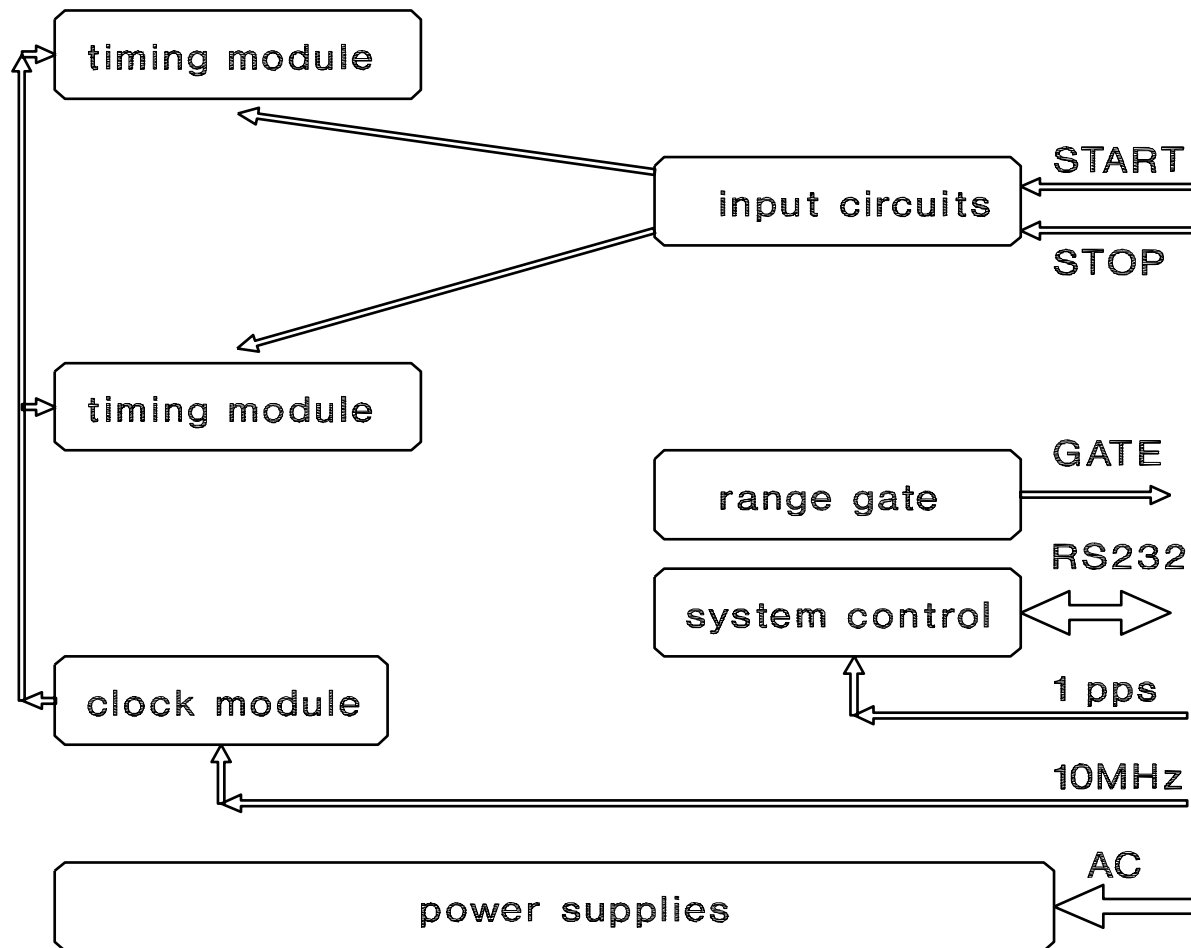 timing module
START
input circuits
STOP
timing module
GATE
range gate
RS232
system control
1 pps
clock module
10MHz
AC
power supplies